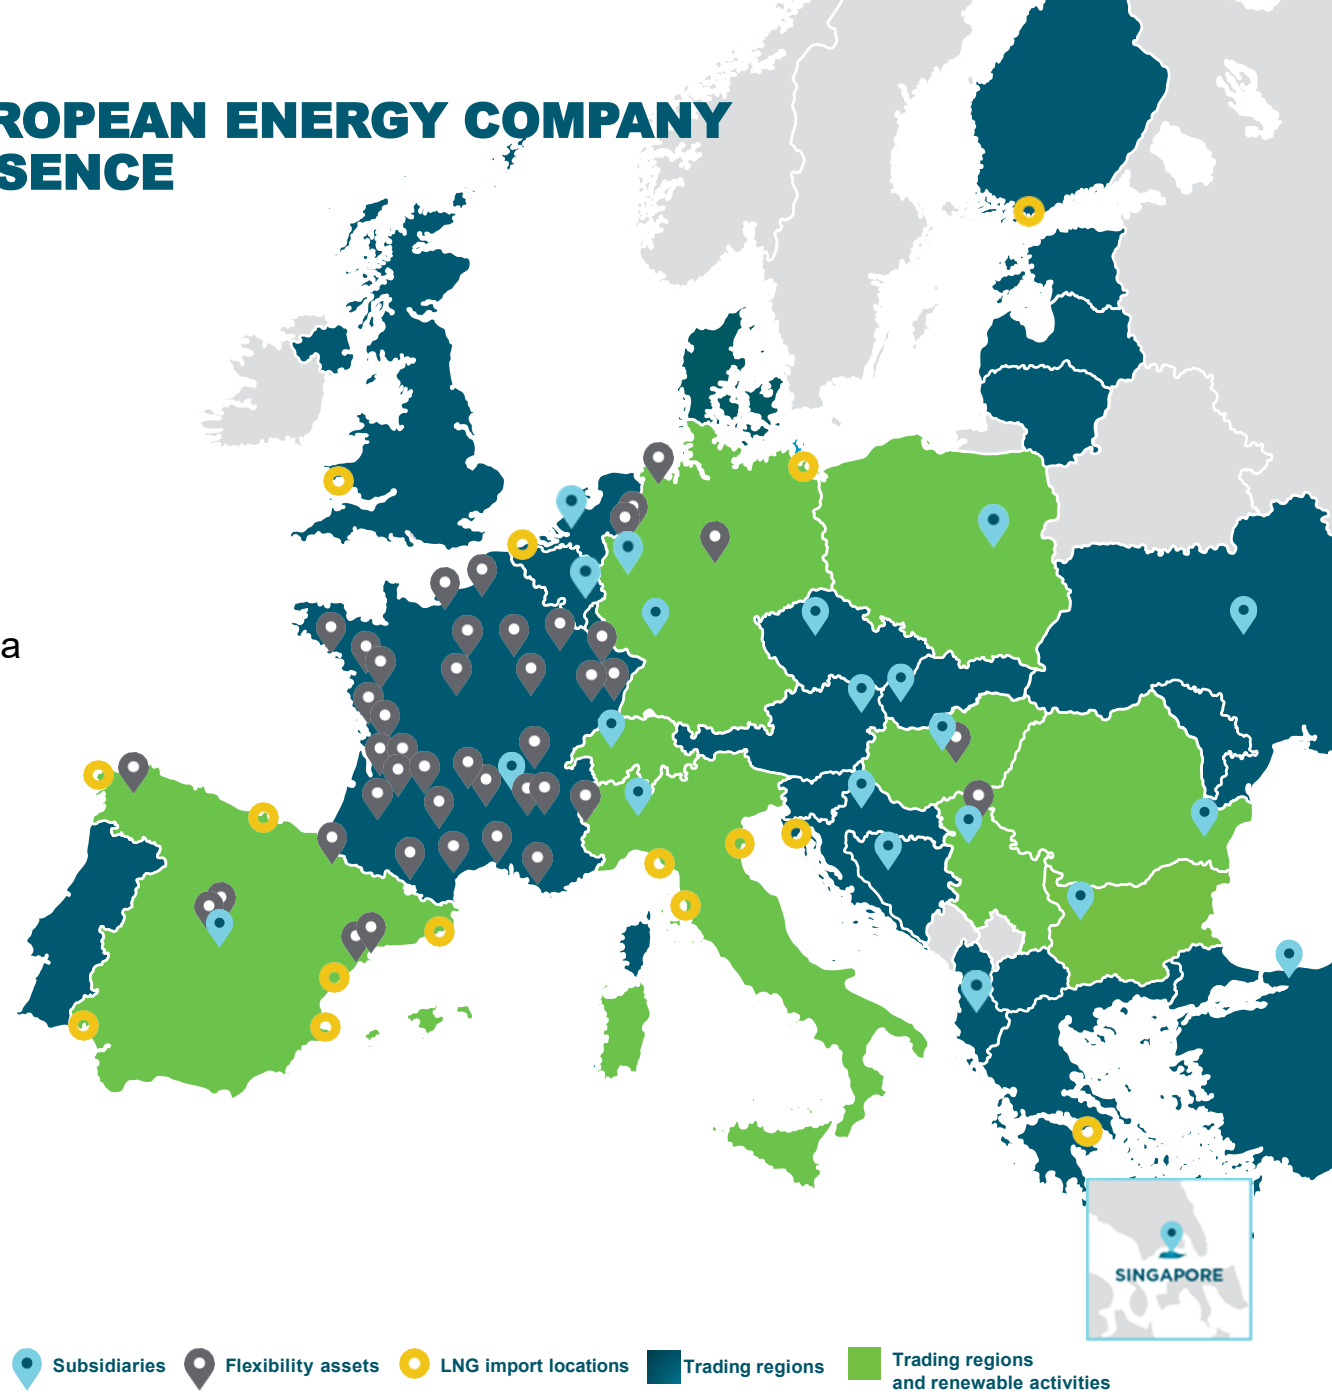 ROPEAN ENERGY COMPANY
SENCE
a
SINGAPORE
Subsidiaries
Flexibility assets
LNG import locations
Trading regions
Trading regions
and renewable activities